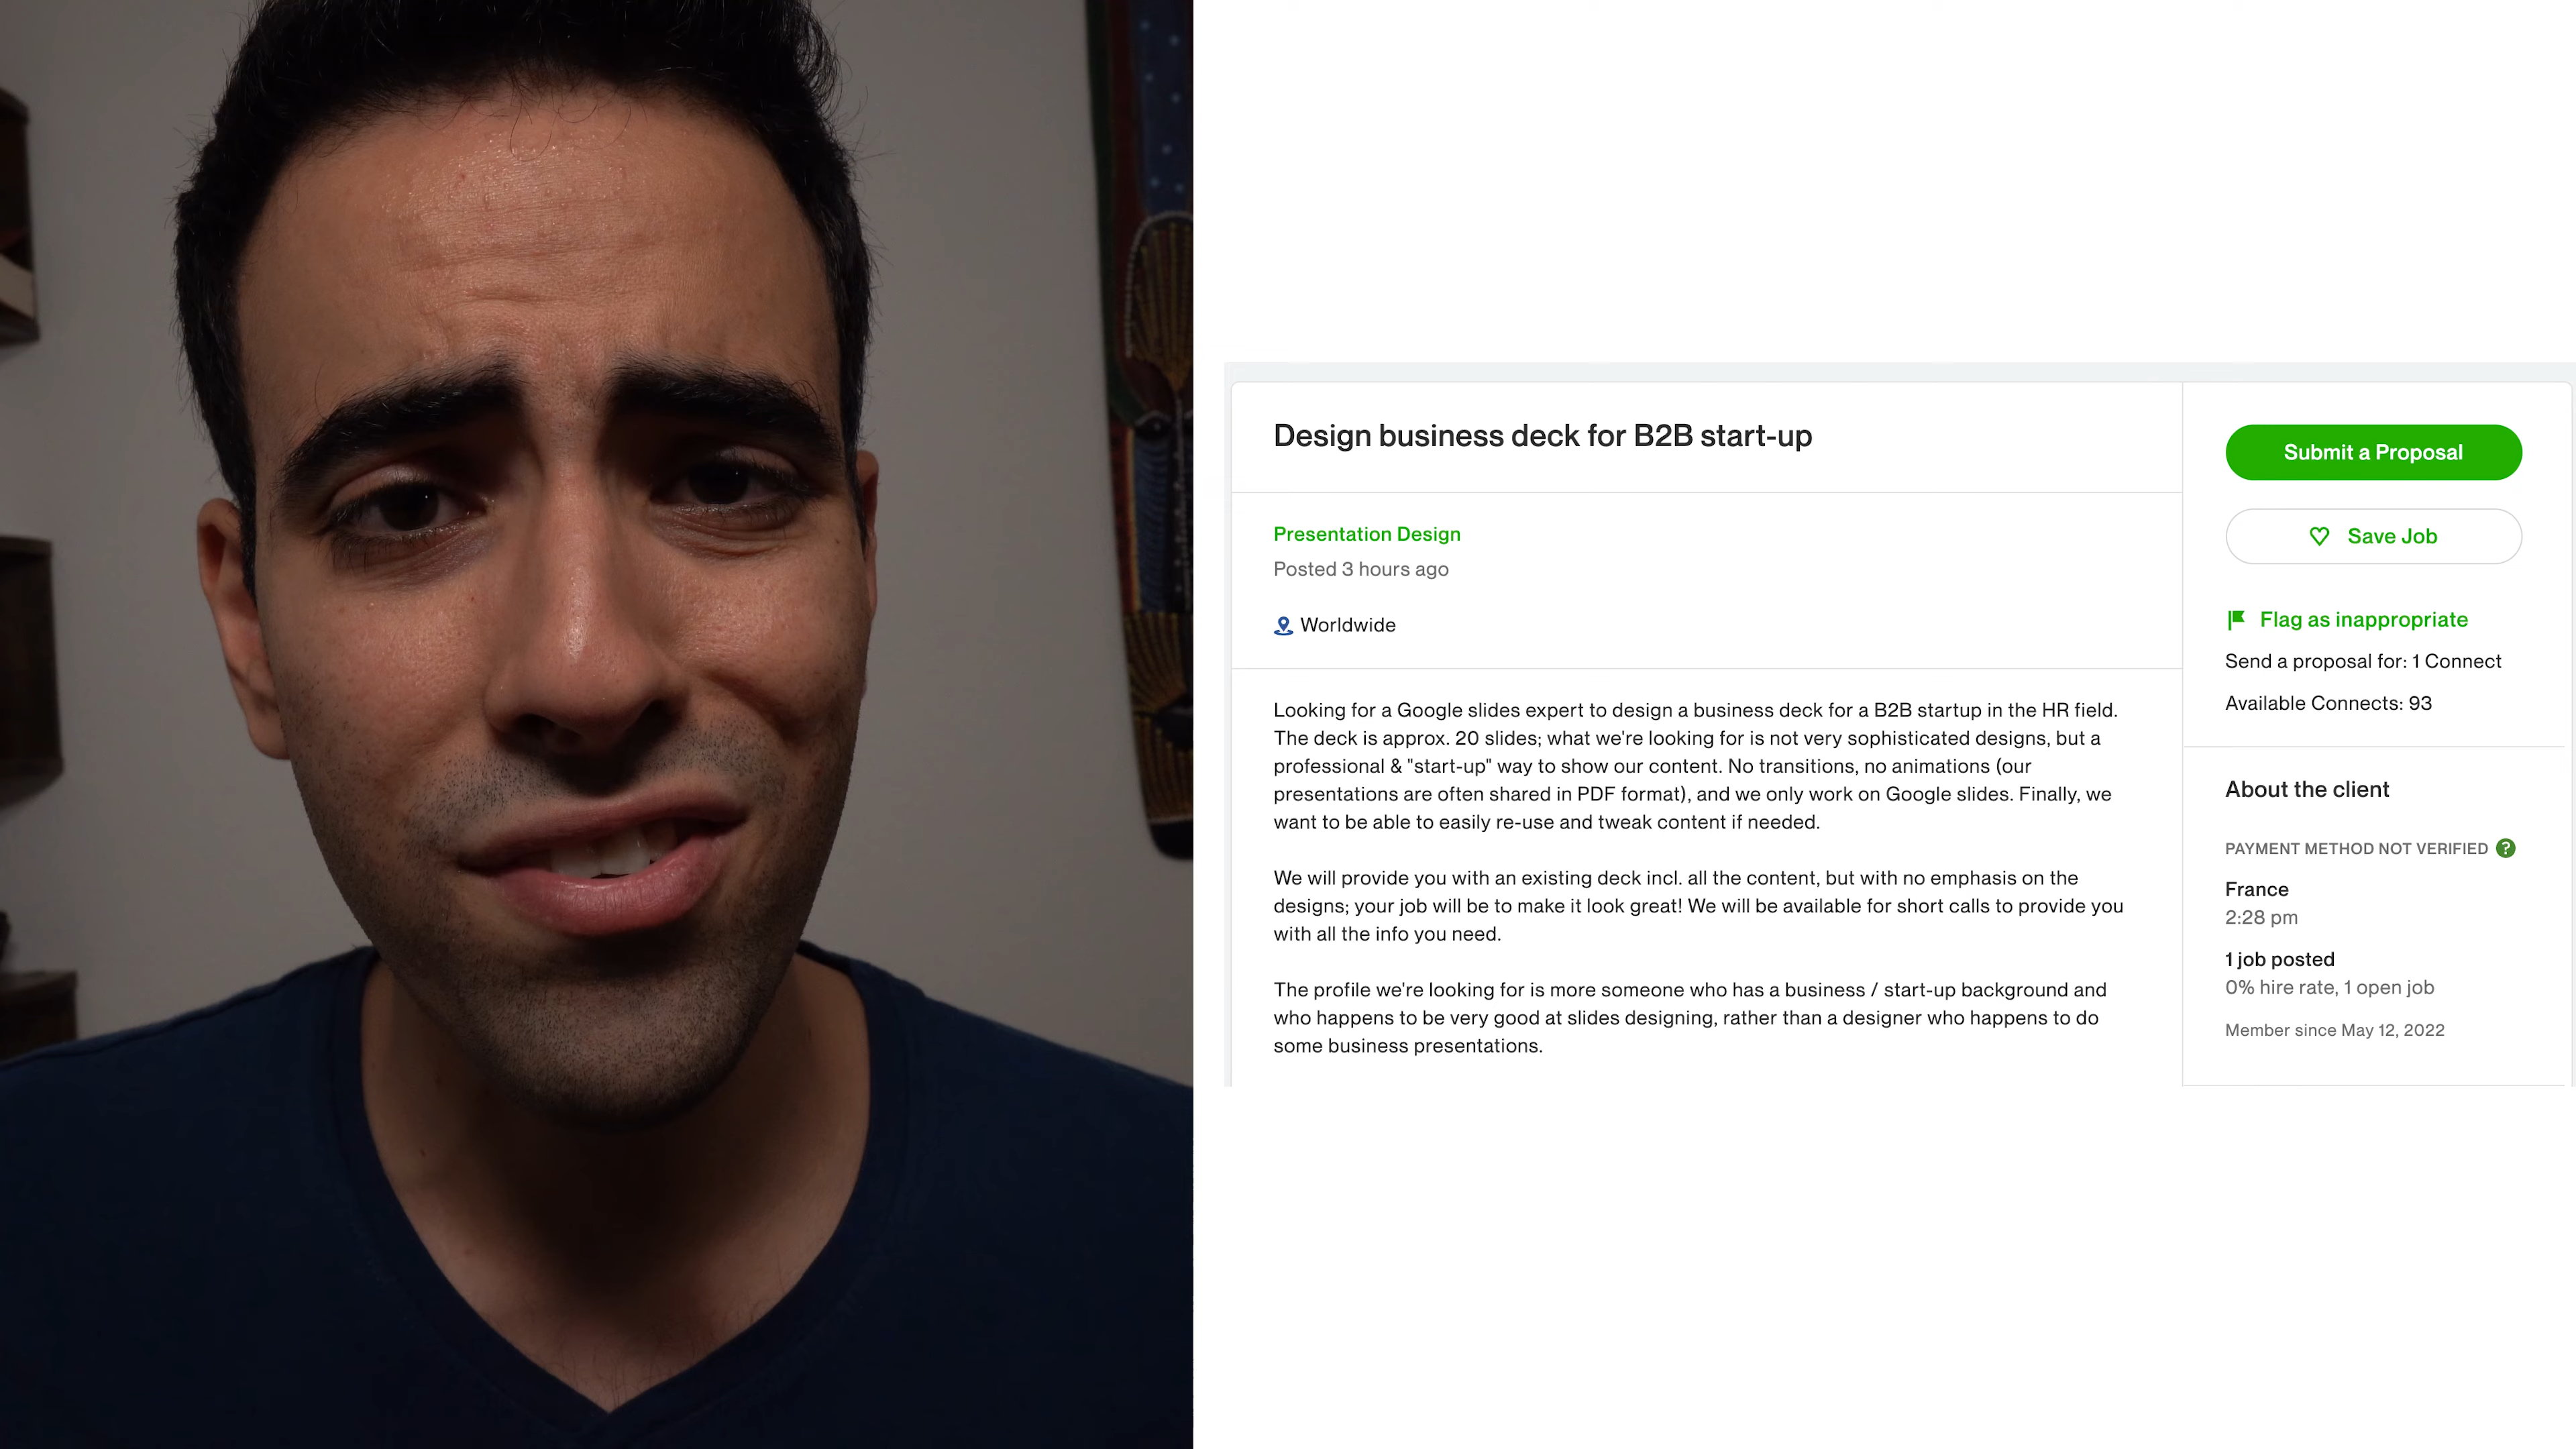 Design business deck for B2B start-up
Presentation Design
Posted 3 hours ago
Worldwide
Looking for a Google slides expert to design a business deck for a B2B startup in the HR field.
The deck is approx. 20 slides; what we're looking for is not very sophisticated designs, but a
professional & "start-up" way to show our content. No transitions, no animations (our
presentations are often shared in PDF format), and we only work on Google slides. Finally, we
want to be able to easily re-use and tweak content if needed.
We will provide you with an existing deck incl. all the content, but with no emphasis on the
designs; your job will be to make it look great! We will be available for short calls to provide you
with all the info you need.
The profile we're looking for is more someone who has a business / start-up background and
who happens to be very good at slides designing, rather than a designer who happens to do
some business presentations.
Submit a Proposal
Save Job
Flag as inappropriate
Send a proposal for: 1 Connect
Available Connects: 93
About the client
PAYMENT METHOD NOT VERIFIED ?
France
2:28 pm
1 job posted
0% hire rate, 1 open job
Member since May 12, 2022